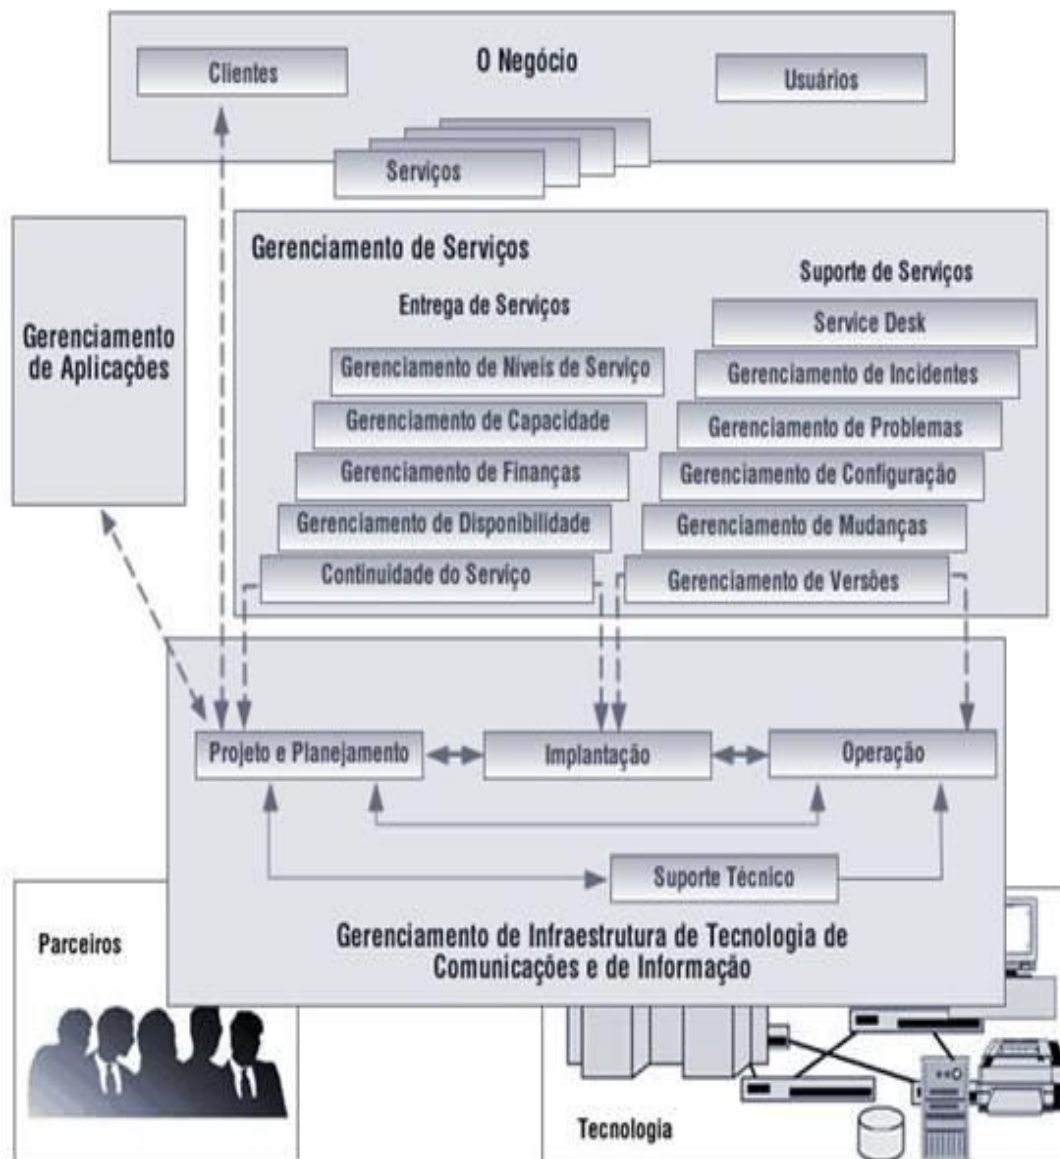 O Negócio
Clientes
Usuários
Serviços
Gerenciamento de Serviços
Gerenciamento
de Aplicações
Entrega de Serviços
Gerenciamento de Níveis de Serviço
Gerenciamento de Capacidade
Gerenciamento de Finanças
Gerenciamento de Disponibilidade
Continuidade do Serviço
Suporte de Serviços
Service Desk
Gerenciamento de Incidentes
Gerenciamento de Problemas
Gerenciamento de Configuração
Gerenciamento de Mudanças
Gerenciamento de Versões
Projeto e Planejamento
Implantação
Operação
Suporte Técnico
Gerenciamento de Infraestrutura de Tecnologia de
Comunicações e de Informação
Parceiros
Tecnologia